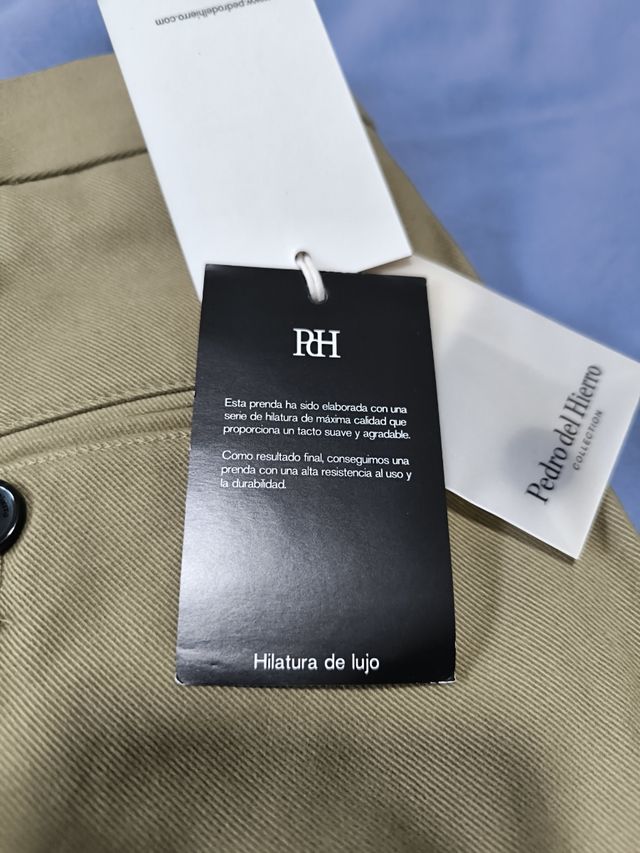 www.pedrodelhierro.com
PdH
Esta prenda ha sido elaborada con una
serie de hilatura de máxima calidad que
proporciona un tacto suave y agradable.
Como resultado final, conseguimos una
prenda con una alta resistencia al uso y
la durabilidad.
Hilatura de lujo
Pedro del Hierro
COLLECTION